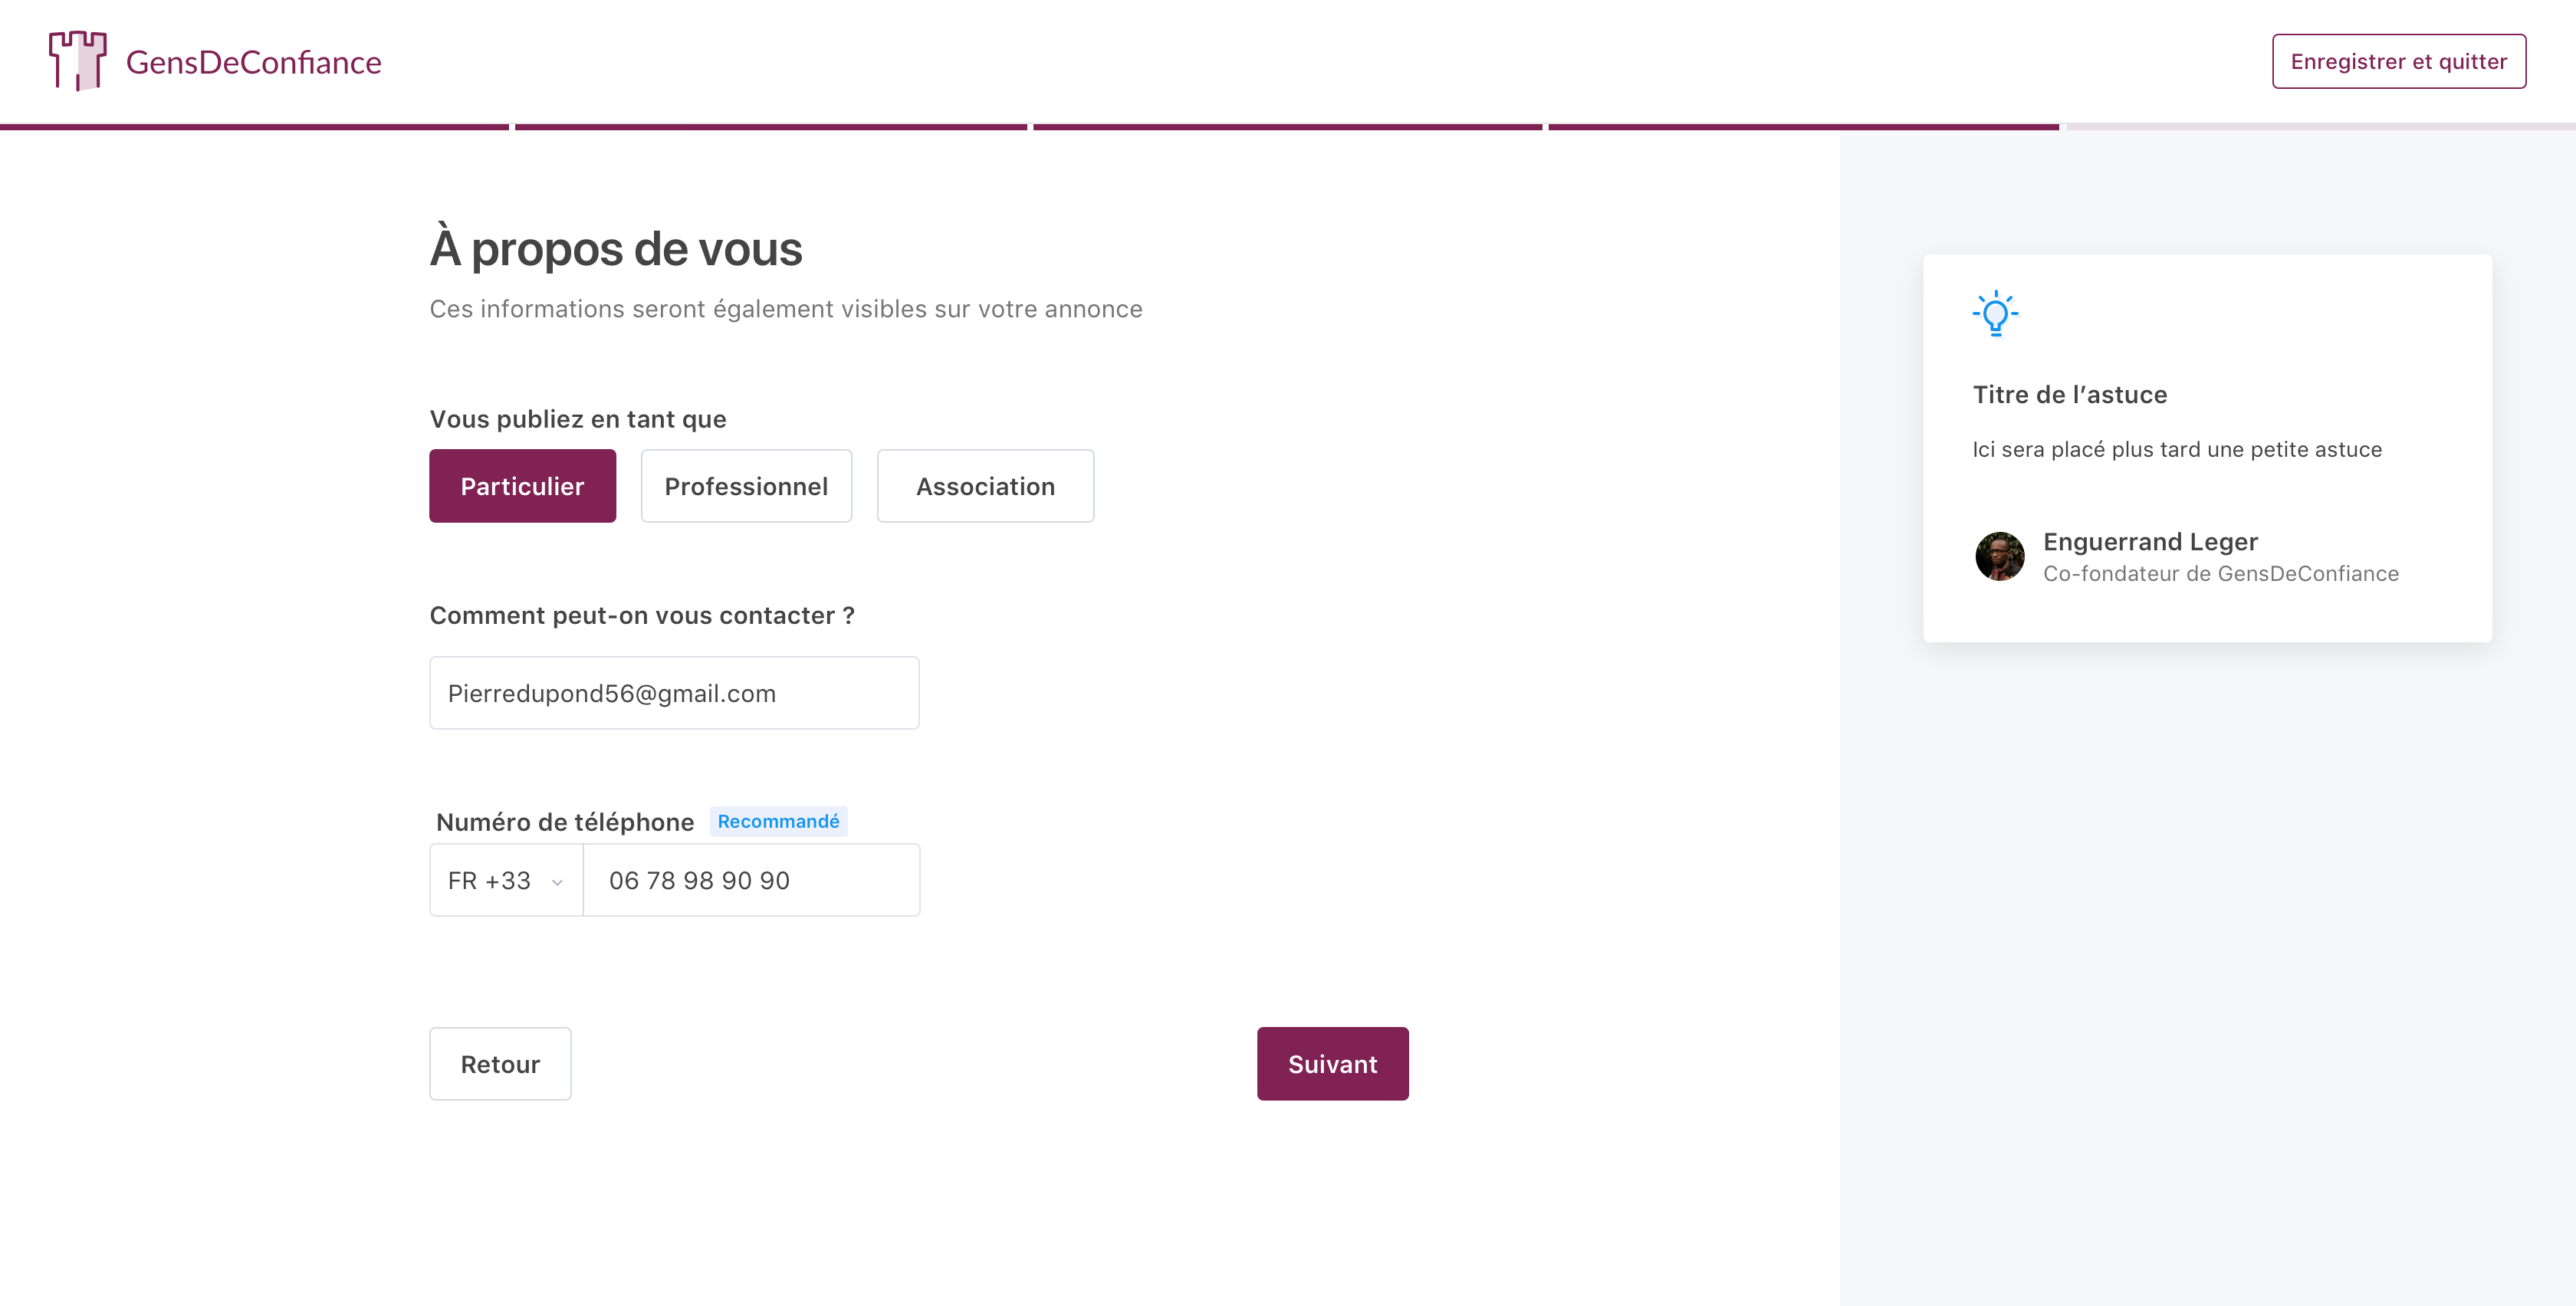 GensDeConfiance
Enregistrer et quitter
À propos de vous
Ces informations seront également visibles sur votre annonce
Vous publiez en tant que
Particulier
Professionnel
Association
Comment peut-on vous contacter ?
Pierredupond56@gmail.com
Numéro de téléphone
Recommandé
FR +33
06 78 98 90 90
Retour
Suivant
Titre de l’astuce
Ici sera placé plus tard une petite astuce
Enguerrand Leger
Co-fondateur de GensDeConfiance